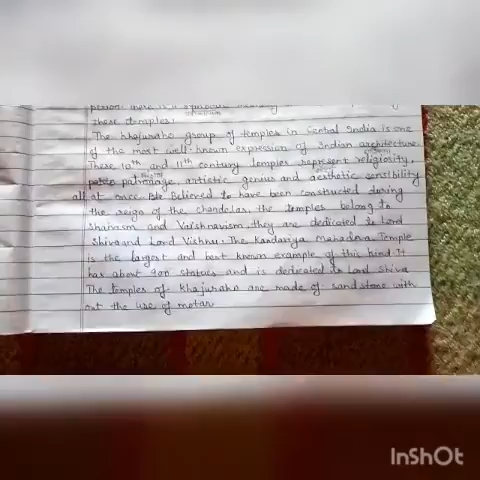 period. there is a
these temples.
The khajuraho group of temples in Central India is one
of the most well-known expression of Indian architecture.
These 10th and 11th century temples represent religiosity,
patronage, artistic genius and aesthetic sensibility
all at once. Believed to have been constructed during
the reign of the chandelas, the temples belong to
Shaivism and Vaishnavism, they are dedicated to Lord
Shiva and Lord Vishnu. The Kandariya Mahadeva Temple
is the largest and best known example of this kind. It
has about 900 statues and is dedicated to Lord Shiva
The temples of khajuraho are made of sandstone with
out the use of motar
InShOt